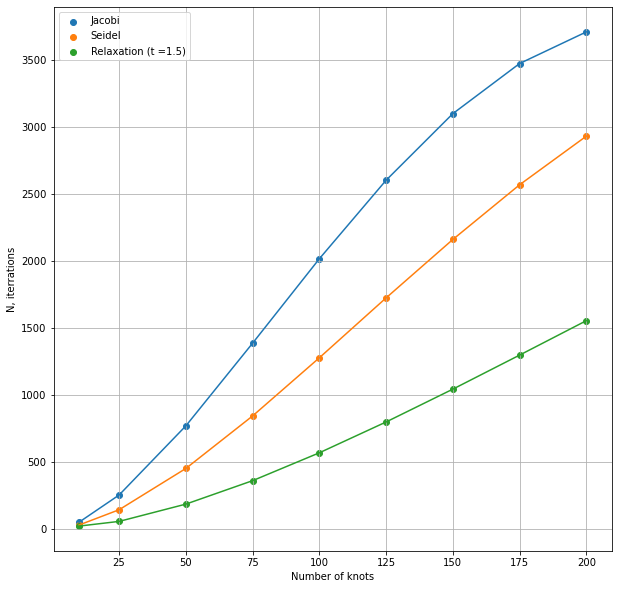 Jacobi
Seidel
Relaxation (t =1.5)
3500
3000
2500
2000
1500
1000
500
0
N, iterrations
25 50 75 100 125 150 175 200
Number of knots